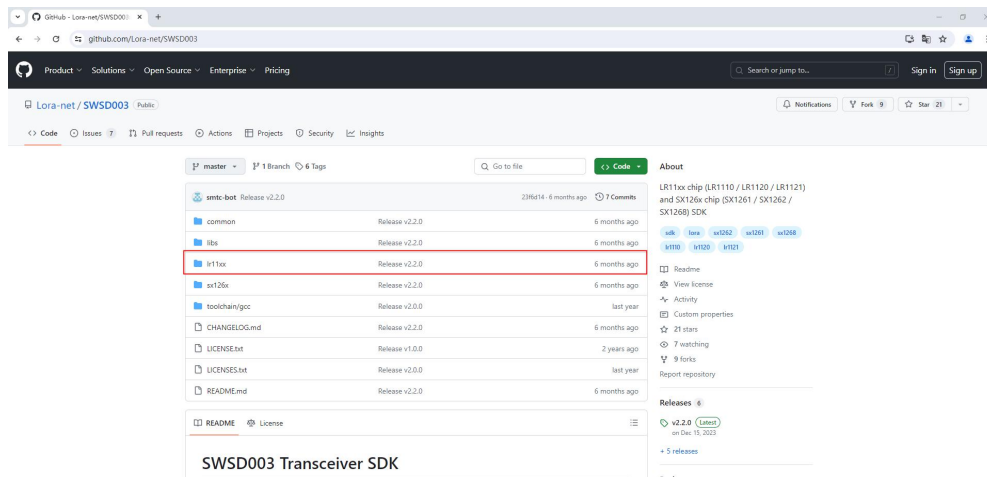 GitHub - Lora-net/SWSD003
github.com/Lora-net/SWSD003
Product Solutions Open Source Enterprise Pricing
Search or jump to... /
Sign in Sign up
Lora-net / SWSD003 Public
Notifications Fork 9 Star 21
Code Issues 7 Pull requests Actions Projects Security Insights
master 1 Branch 6 Tags Go to file Code
smtc-bot Release v2.2.0 23f6d14 · 6 months ago 7 Commits
common Release v2.2.0 6 months ago
libs Release v2.2.0 6 months ago
lr11xx Release v2.2.0 6 months ago
sx126x Release v2.2.0 6 months ago
toolchain/gcc Release v2.0.0 last year
CHANGELOG.md Release v2.2.0 6 months ago
LICENSE.txt Release v1.0.0 2 years ago
LICENSES.txt Release v2.0.0 last year
README.md Release v2.2.0 6 months ago
README License
SWSD003 Transceiver SDK
About
LR11xx chip (LR1110 / LR1120 / LR1121)
and SX126x chip (SX1261 / SX1262 /
SX1268) SDK
sdk lora sx1262 sx1261 sx1268
lr1110 lr1120 lr1121
Readme
View license
Activity
Custom properties
21 stars
7 watching
9 forks
Report repository
Releases 6
v2.2.0 Latest
on Dec 15, 2023
+ 5 releases